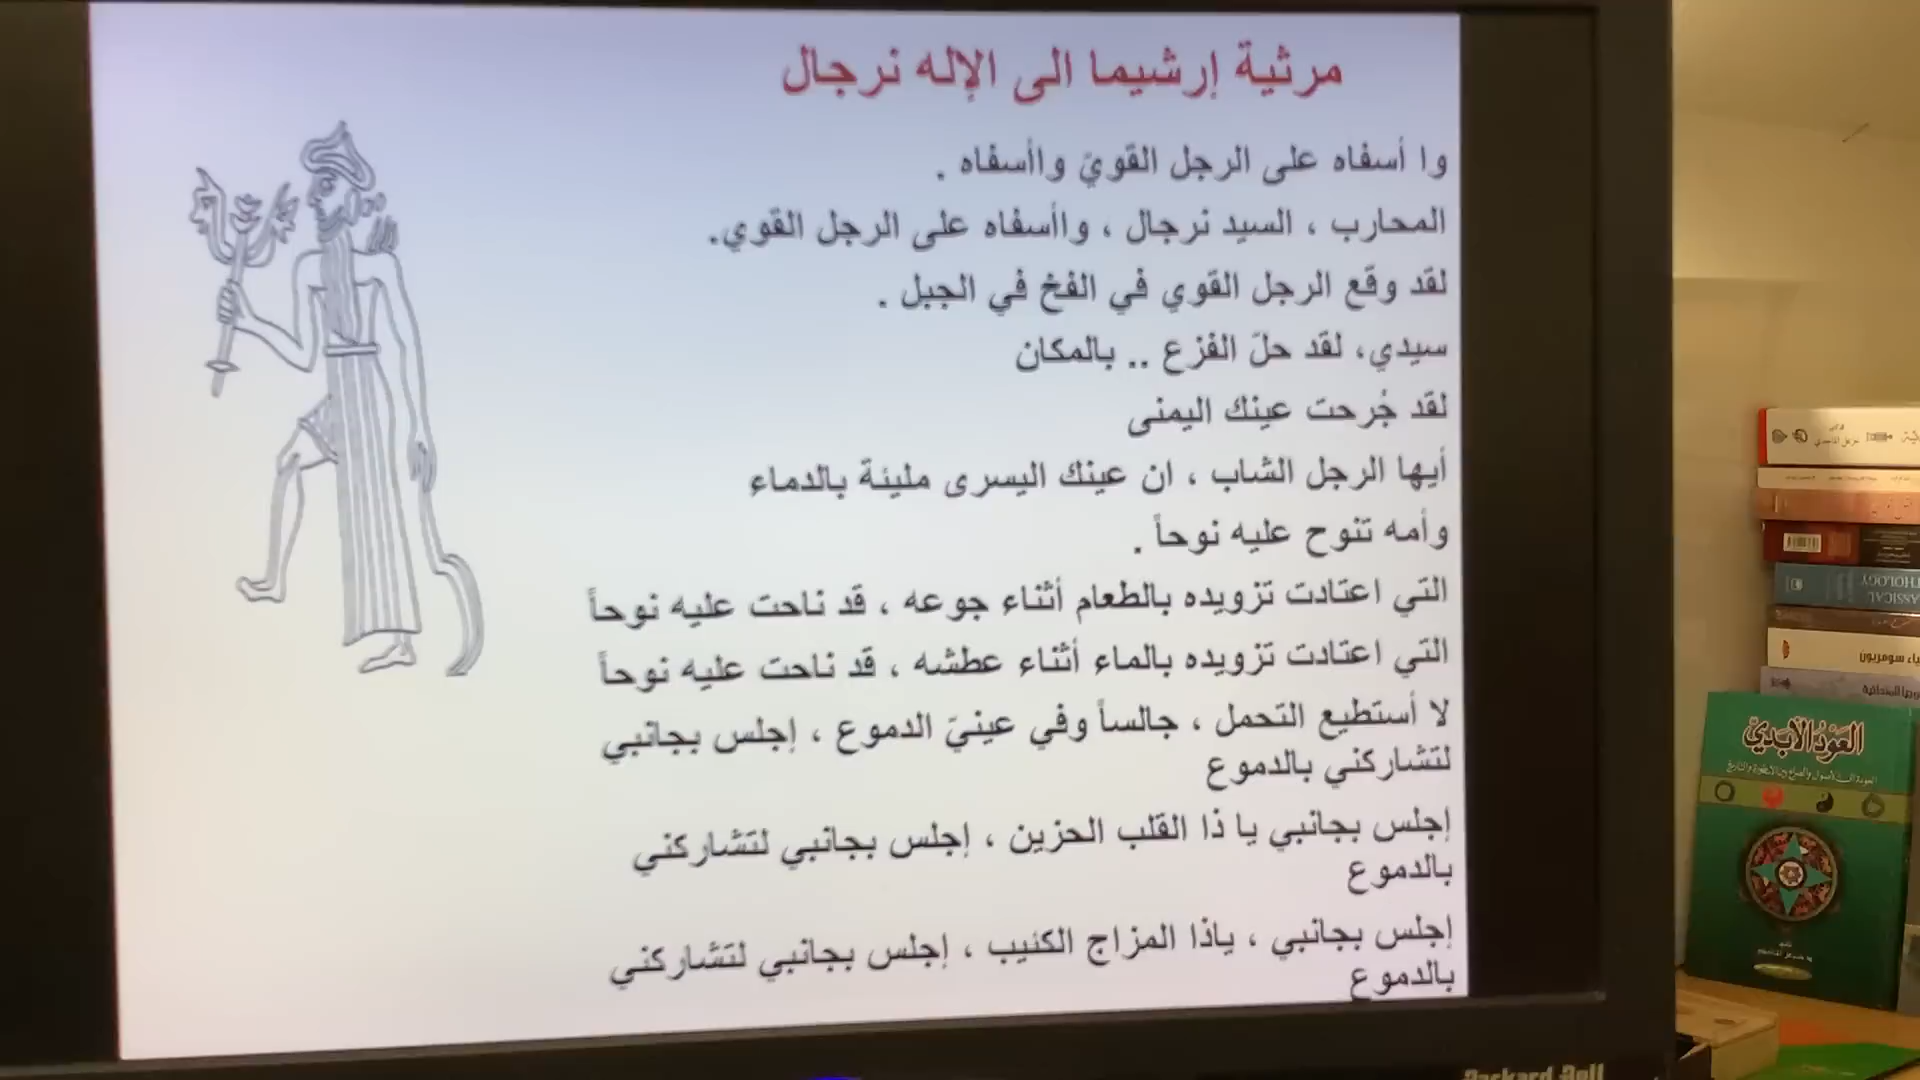 مرثية إرشيما الى الإله نرجال
وا أسفاه على الرجل القويّ واأسفاه .
المحارب ، السيد نرجال ، واأسفاه على الرجل القوي.
لقد وقع الرجل القوي في الفخ في الجبل .
سيدي، لقد حلّ الفزع .. بالمكان
لقد جُرحت عينك اليمنى
أيها الرجل الشاب ، ان عينك اليسرى مليئة بالدماء
وأمه تنوح عليه نوحاً .
التي اعتادت تزويده بالطعام أثناء جوعه ، قد ناحت عليه نوحاً
التي اعتادت تزويده بالماء أثناء عطشه ، قد ناحت عليه نوحاً
لا أستطيع التحمل ، جالساً وفي عينيَ الدموع ، إجلس بجانبي
لتشاركني بالدموع
إجلس بجانبي يا ذا القلب الحزين ، إجلس بجانبي لتشاركني
بالدموع
إجلس بجانبي ، ياذا المزاج الكئيب ، إجلس بجانبي لتشاركني
بالدموع
سومريون
العَوْدُ الأبَديّ
Packard Bell